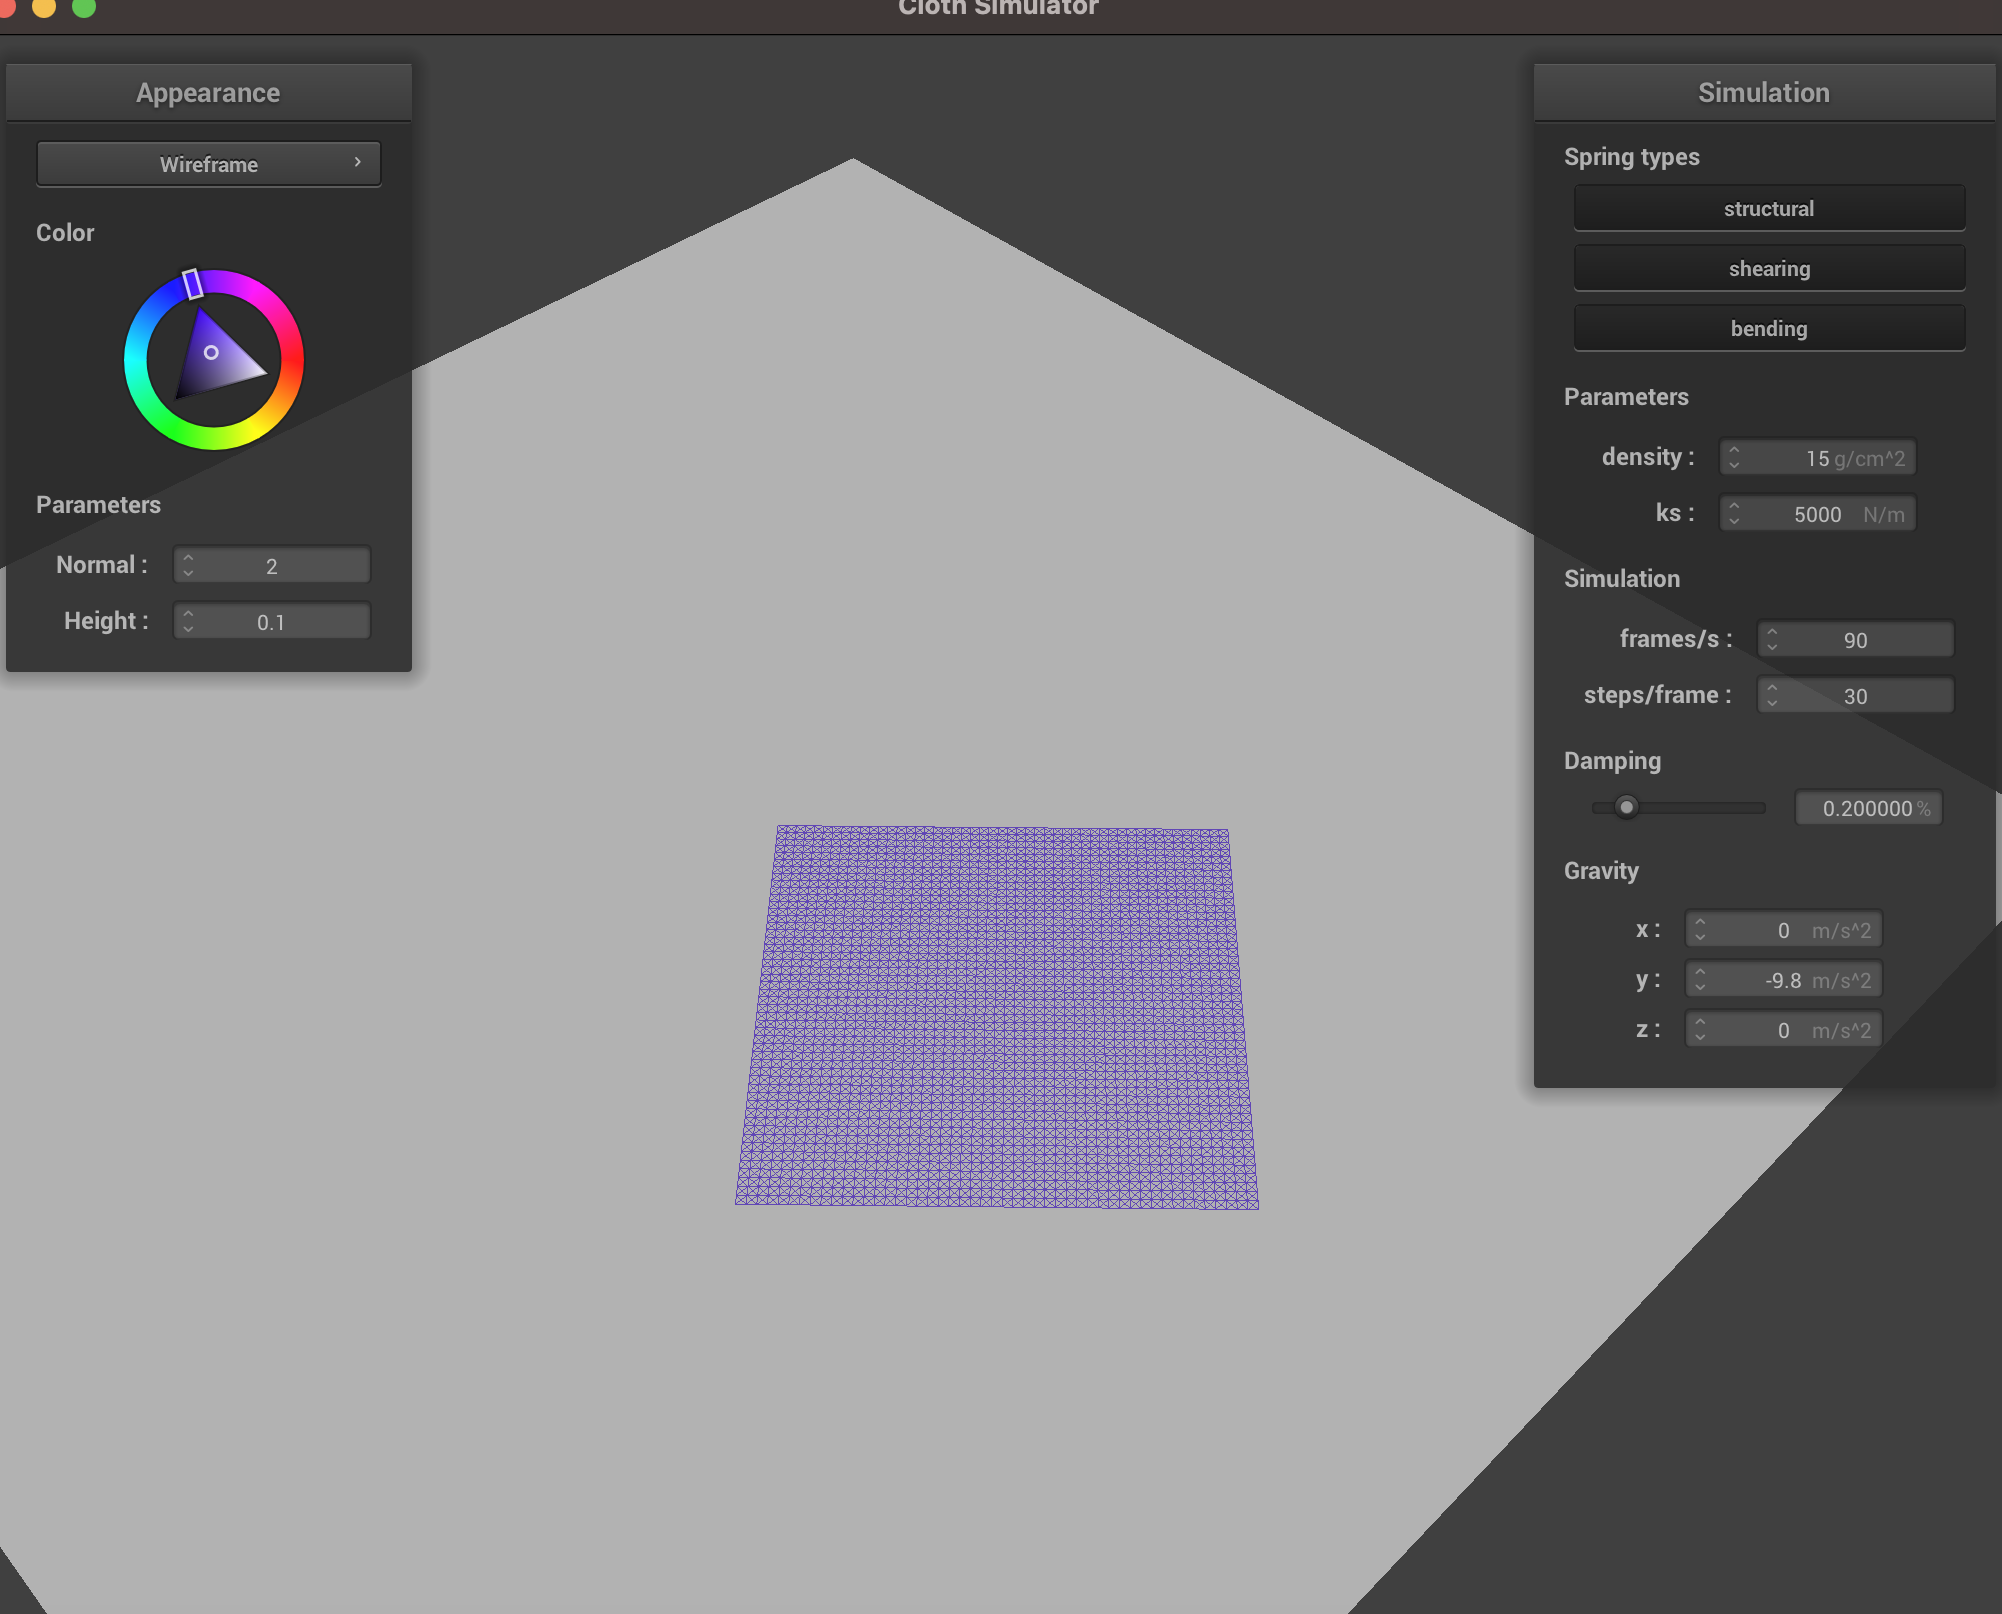 Cloth Simulator
Appearance
Wireframe
Color
Parameters
Normal : 2
Height : 0.1
Simulation
Spring types
structural
shearing
bending
Parameters
density : 15 g/cm^2
ks : 5000 N/m
Simulation
frames/s : 90
steps/frame : 30
Damping
0.200000 %
Gravity
x : 0 m/s^2
y : -9.8 m/s^2
z : 0 m/s^2